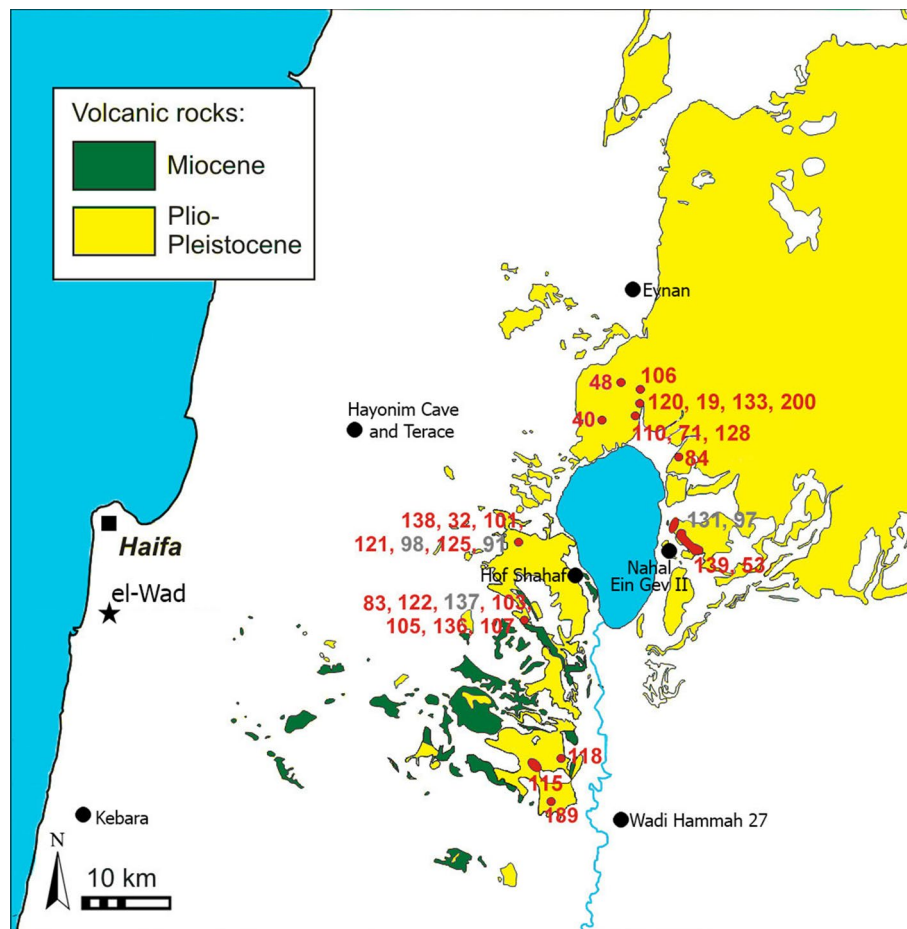 Volcanic rocks:
Miocene
Plio-
Pleistocene
Eynan
48
106
120, 19, 133, 200
40
110, 71, 128
84
Hayonim Cave
and Terace
138, 32, 101,
121, 98, 125, 91
131, 97
Haifa
Hof Shahaf
Nahal
Ein Gev II
139, 53
el-Wad
83, 122, 137, 103,
105, 136, 107
118
115
189
Kebara
Wadi Hammah 27
N
10 km